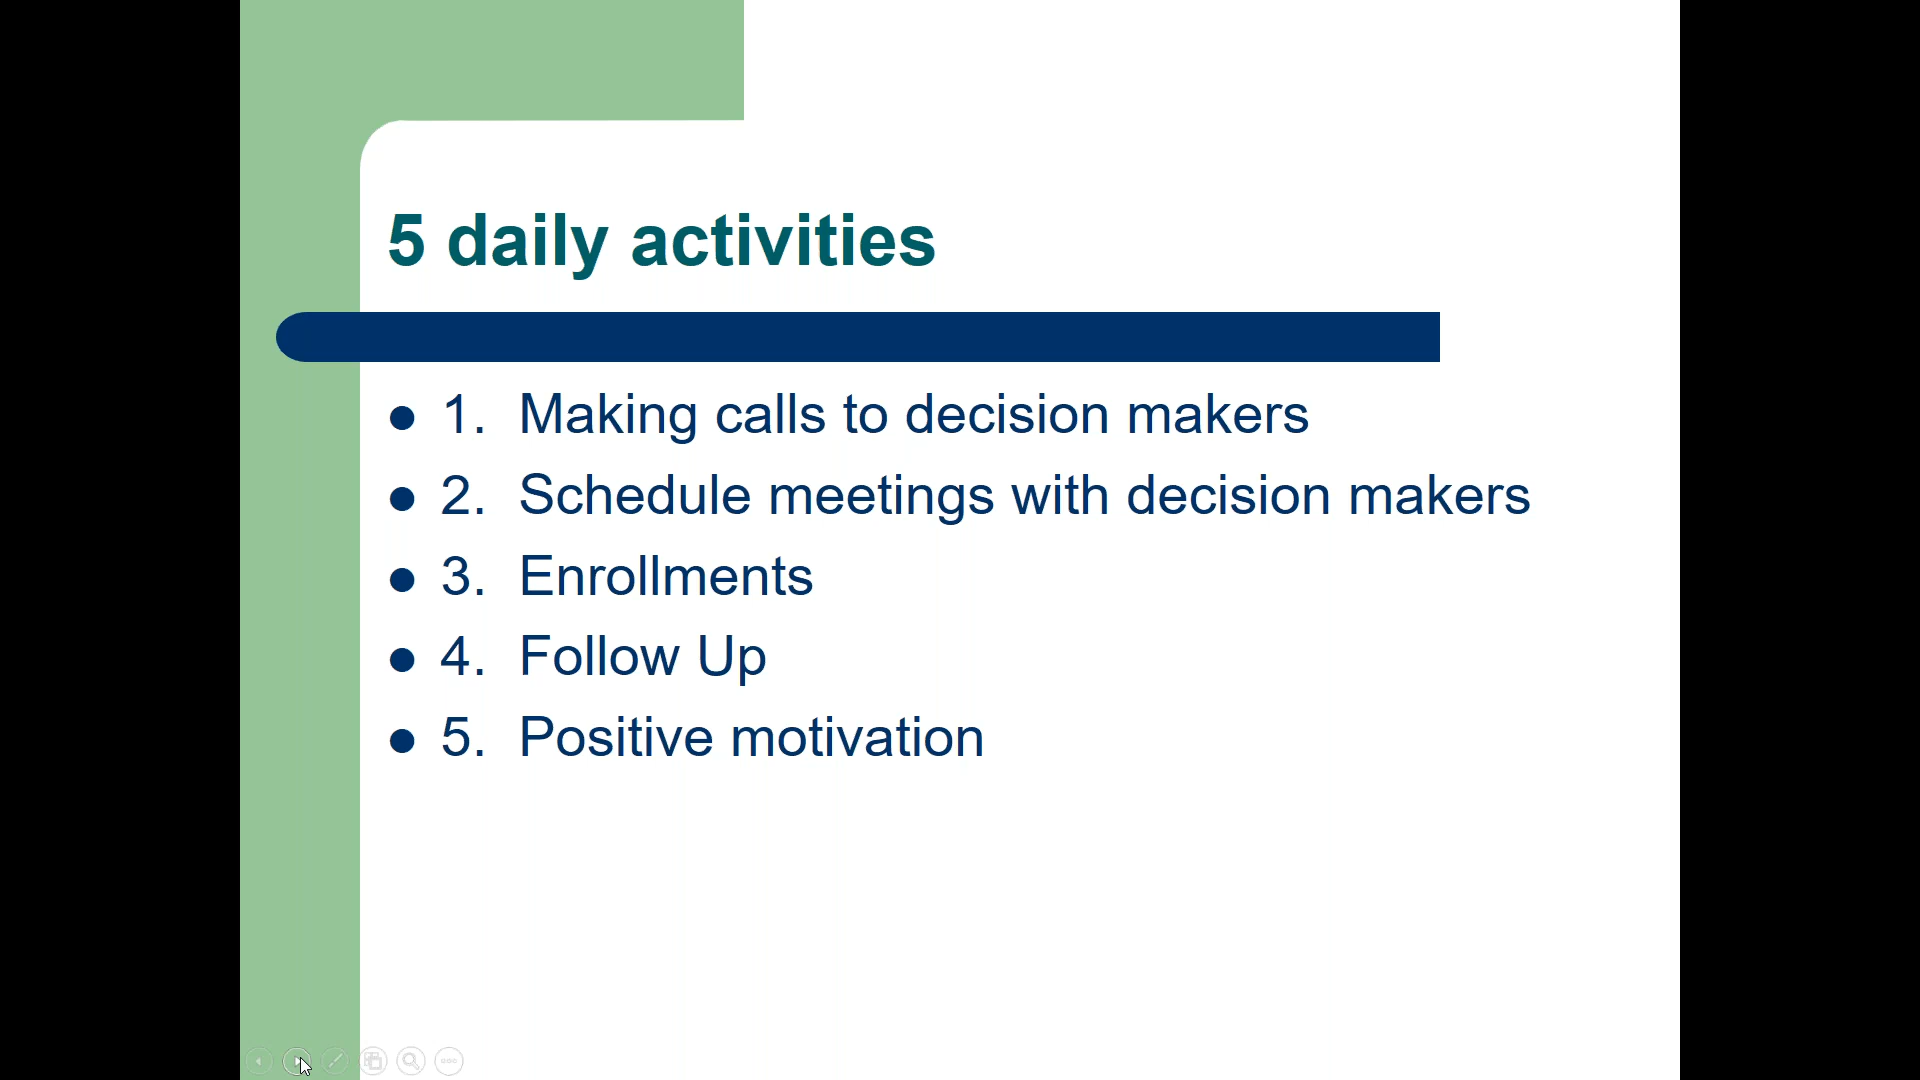 5 daily activities
● 1. Making calls to decision makers
● 2. Schedule meetings with decision makers
● 3. Enrollments
● 4. Follow Up
● 5. Positive motivation